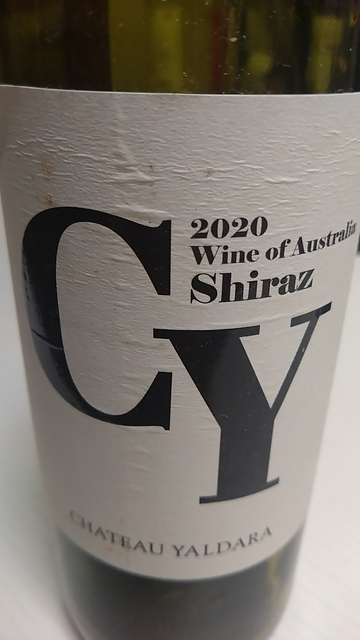 2020
Wine of Australia
Shiraz
CY
CHATEAU YALDARA